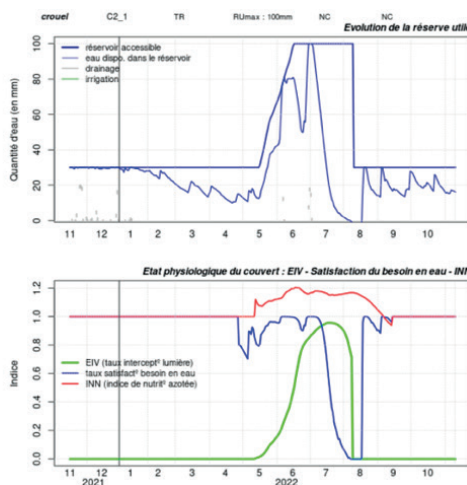 crouel C2_1 TR RUmax : 100mm NC NC
Evolution de la réserve utile
réservoir accessible
eau dispo. dans le réservoir
drainage
irrigation
Quantité d'eau (en mm)
100
80
60
40
20
0
11 12 1 2 3 4 5 6 7 8 9 10
Etat physiologique du couvert : EIV - Satisfaction du besoin en eau - INN
1.2
1.0
0.8
0.6
0.4
0.2
0.0
Indice
EIV (taux intercept° lumière)
taux satisfact° besoin en eau
INN (indice de nutrit° azotée)
11 12 1 2 3 4 5 6 7 8 9 10
2021 2022